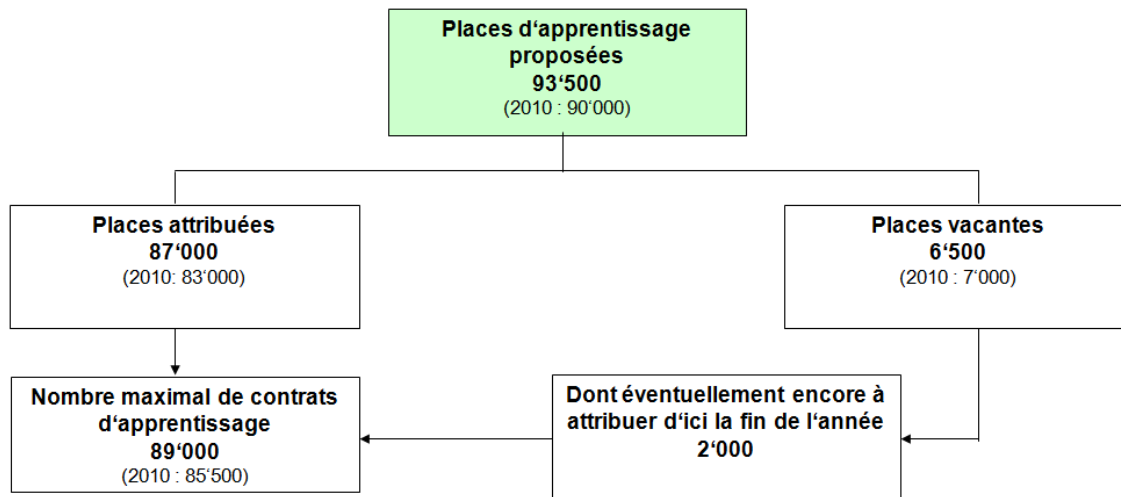 Places d‘apprentissage
proposées
93‘500
(2010 : 90'000)
Places attribuées
87‘000
(2010: 83‘000)
Places vacantes
6‘500
(2010 : 7‘000)
Nombre maximal de contrats
d‘apprentissage
89‘000
(2010 : 85'500)
Dont éventuellement encore à
attribuer d‘ici la fin de l‘année
2‘000